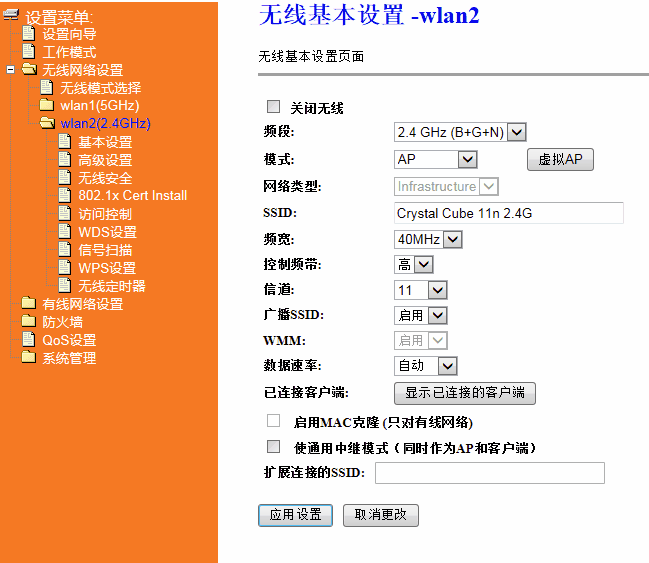 设置菜单:
设置向导
工作模式
无线网络设置
无线模式选择
wlan1(5GHz)
wlan2(2.4GHz)
基本设置
高级设置
无线安全
802.1x Cert Install
访问控制
WDS设置
信号扫描
WPS设置
无线定时器
有线网络设置
防火墙
QoS设置
系统管理
无线基本设置 -wlan2
无线基本设置页面
关闭无线
频段: 2.4 GHz (B+G+N)
模式: AP 虚拟AP
网络类型: Infrastructure
SSID: Crystal Cube 11n 2.4G
频宽: 40MHz
控制频带: 高
信道: 11
广播SSID: 启用
WMM: 启用
数据速率: 自动
已连接客户端: 显示已连接的客户端
启用MAC克隆 (只对有线网络)
使通用中继模式（同时作为AP和客户端）
扩展连接的SSID:
应用设置 取消更改